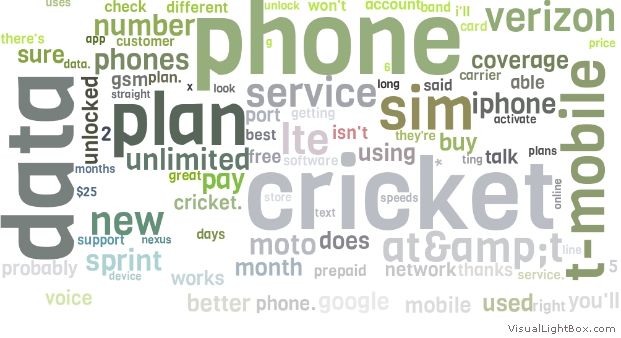 uses check different unlock won't account band i'll verizon
number phone card
there's app customer g price
sure data. phones 6 coverage
gsm plan. x look service long said carrier able
straight sim iphone
data unlocked 2 plan port getting activate t-mobile
best lte isn't they're buy
unlimited free software using * ting talk plans
months great pay cricket
$25 cricket. store text speeds online
new days moto does at&amp;t line
support nexus
probably sprint month prepaid network thanks service. 5
device works
voice better phone. google mobile used right you'll
VisualLightBox.com